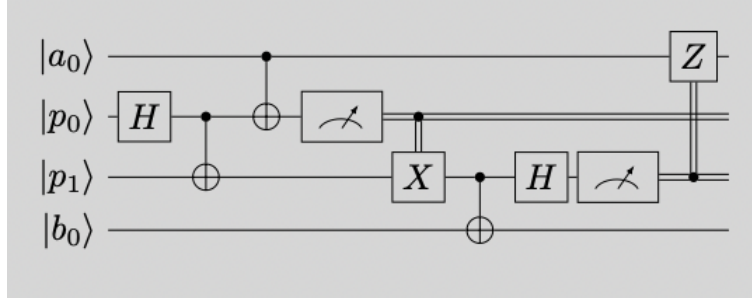 |a₀⟩ Z
|p₀⟩ H
|p₁⟩ X H
|b₀⟩